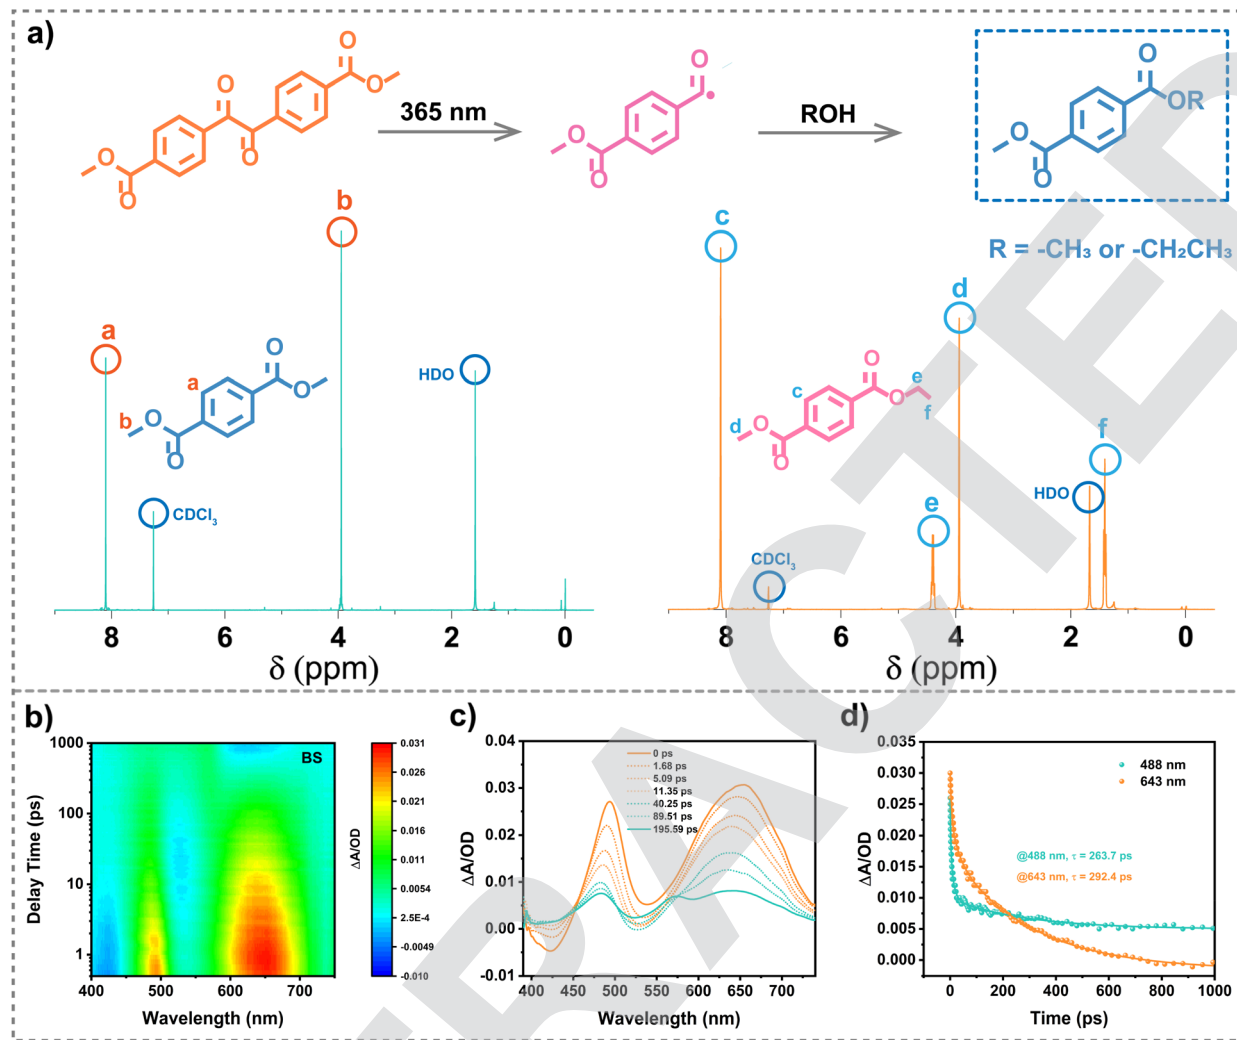 a)
O
O
O
O
O
O
365 nm
O
O
O
ROH
O
OR
O
O
R = -CH₃ or -CH₂CH₃
b
a
a
b
O
O
O
O
HDO
CDCl₃
8 6 4 2 0
δ (ppm)
c
d
c
d
e
f
O
O
O
O
e
f
HDO
CDCl₃
8 6 4 2 0
δ (ppm)
b)
BS
Delay Time (ps)
1000
100
10
1
400 500 600 700
Wavelength (nm)
0.031
0.026
0.021
0.016
0.011
0.0054
2.5E-4
-0.0049
-0.010
ΔA/OD
c)
ΔA/OD
0.04
0.03
0.02
0.01
0.00
-0.01
0 ps
1.68 ps
5.09 ps
11.35 ps
40.25 ps
89.51 ps
195.59 ps
400 450 500 550 600 650 700
Wavelength (nm)
d)
ΔA/OD
0.035
0.030
0.025
0.020
0.015
0.010
0.005
0.000
488 nm
643 nm
@488 nm, τ = 263.7 ps
@643 nm, τ = 292.4 ps
0 200 400 600 800 1000
Time (ps)